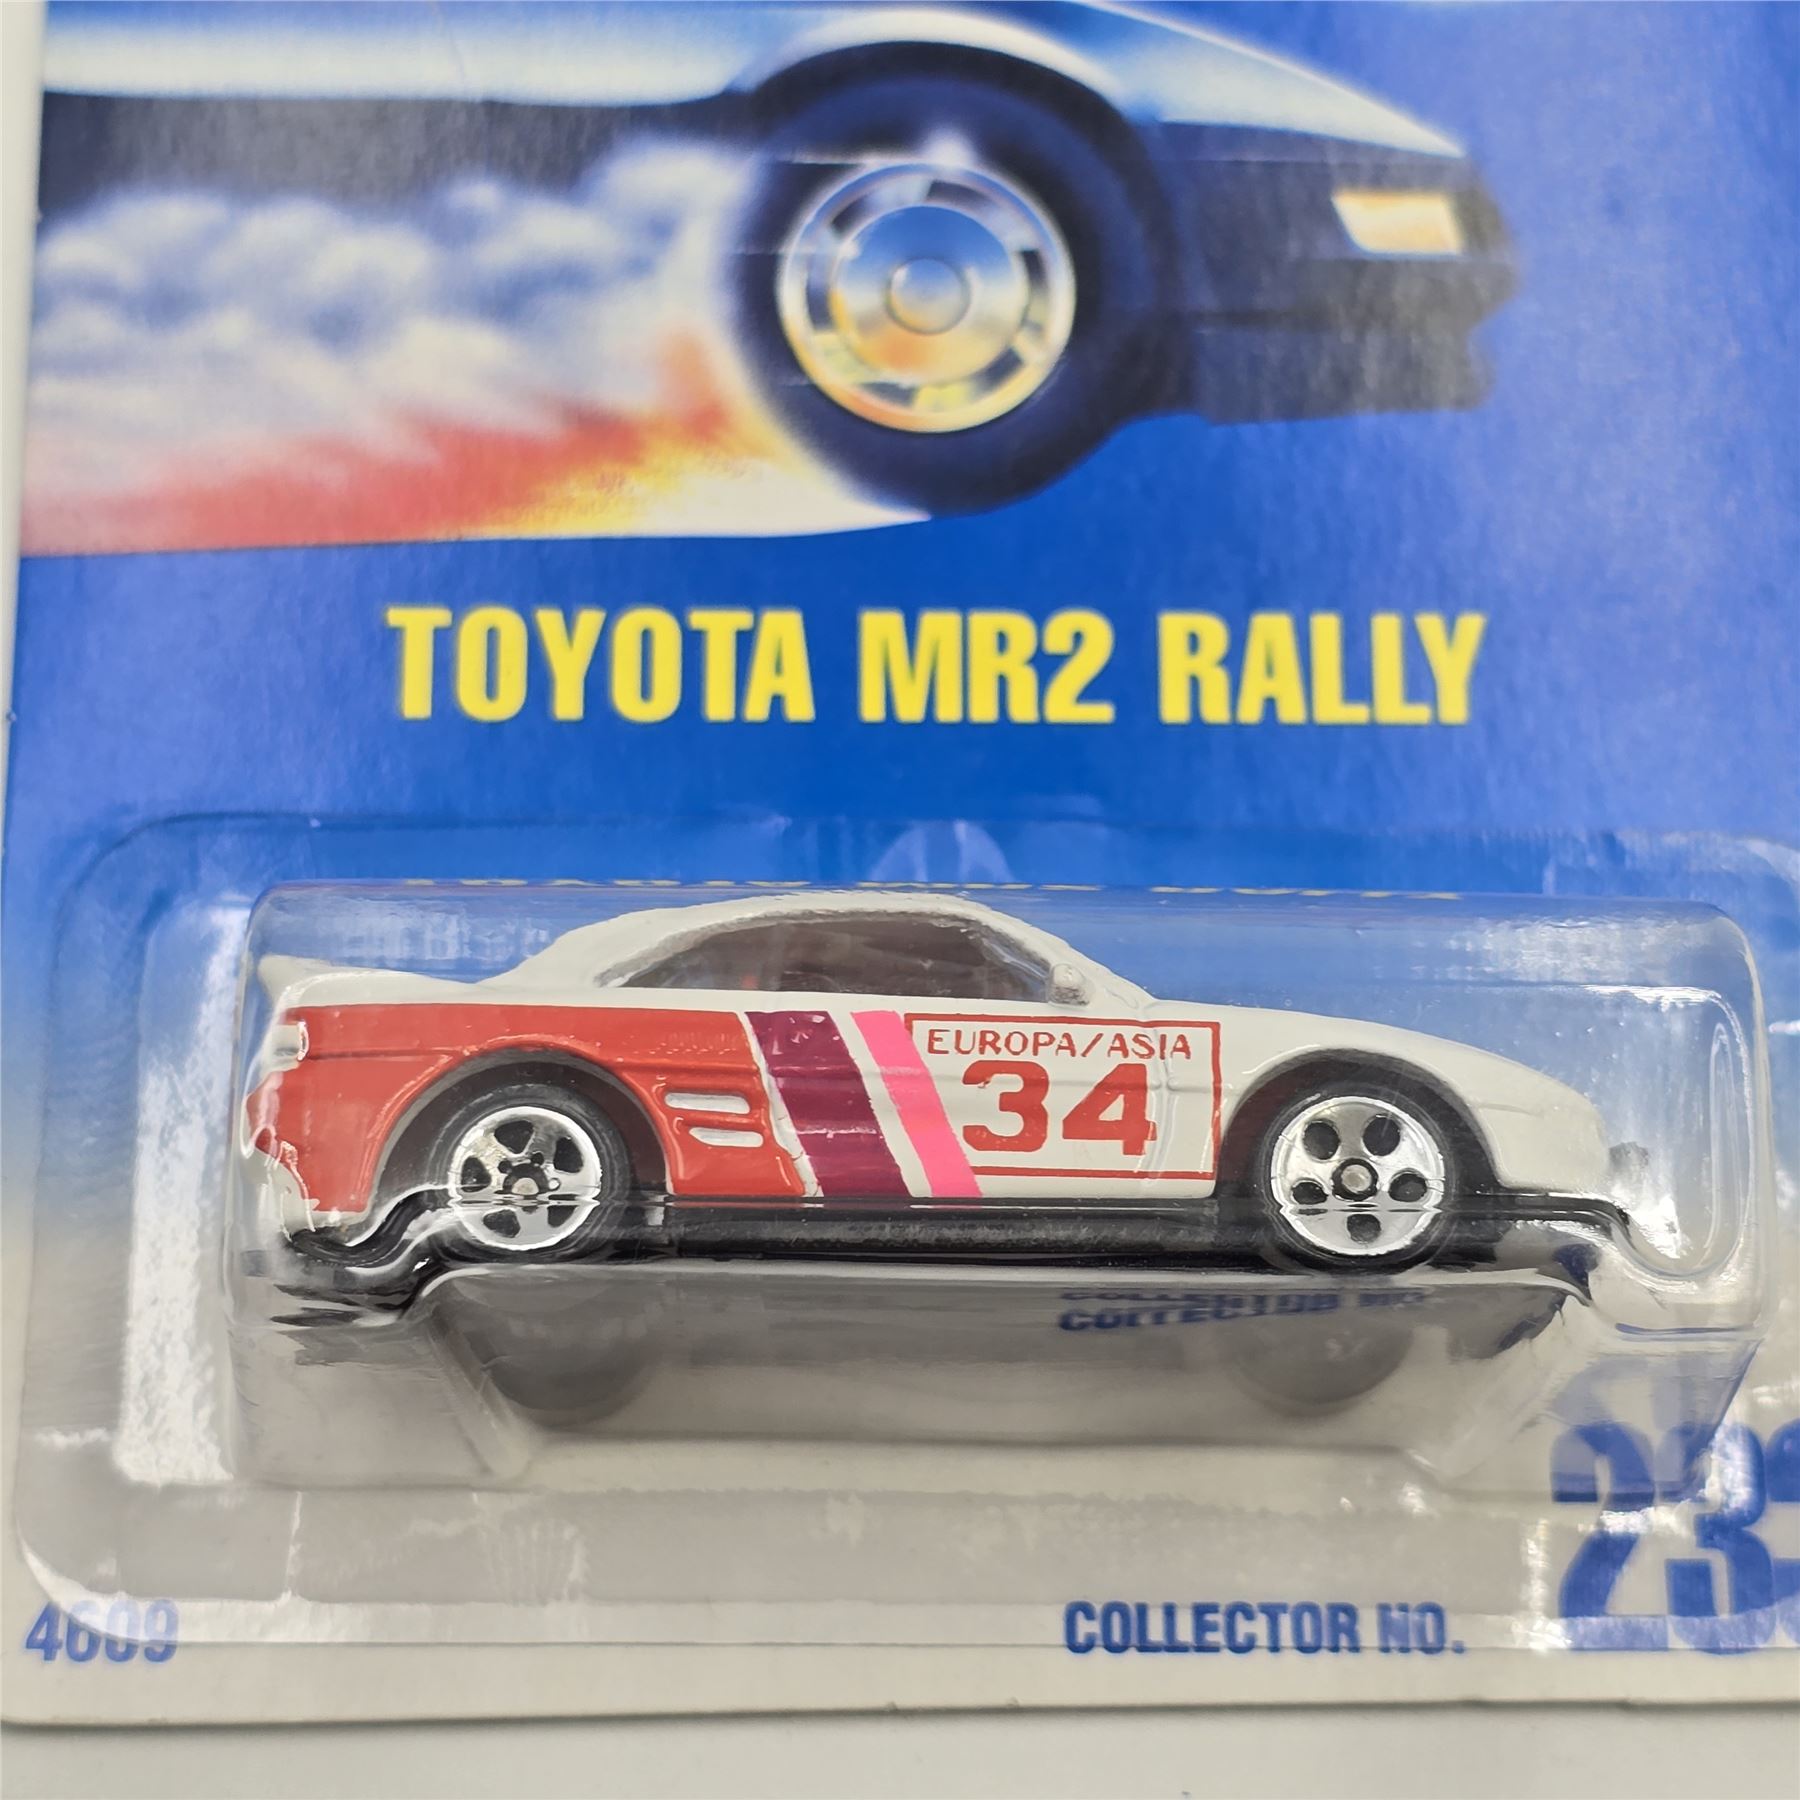 TOYOTA MR2 RALLY
EUROPA/ASIA
34
4609
COLLECTOR NO.